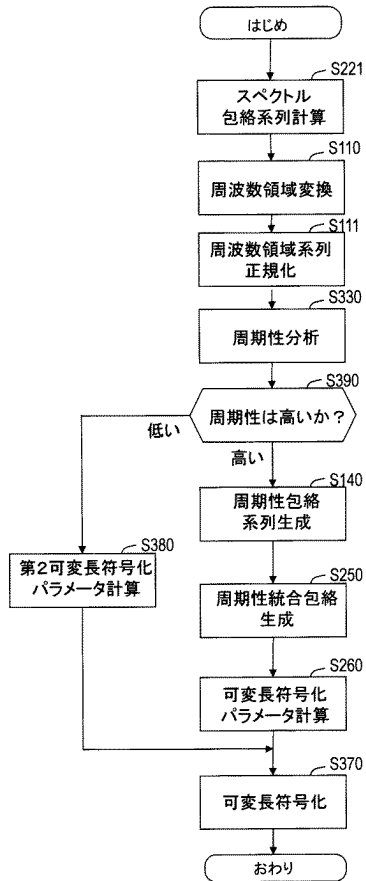 はじめ
S221
スペクトル
包絡系列計算
S110
周波数領域変換
S111
周波数領域系列
正規化
S330
周期性分析
S390
周期性は高いか？
低い
高い
S140
周期性包絡
系列生成
S380
第2可変長符号化
パラメータ計算
S250
周期性統合包絡
生成
S260
可変長符号化
パラメータ計算
S370
可変長符号化
おわり